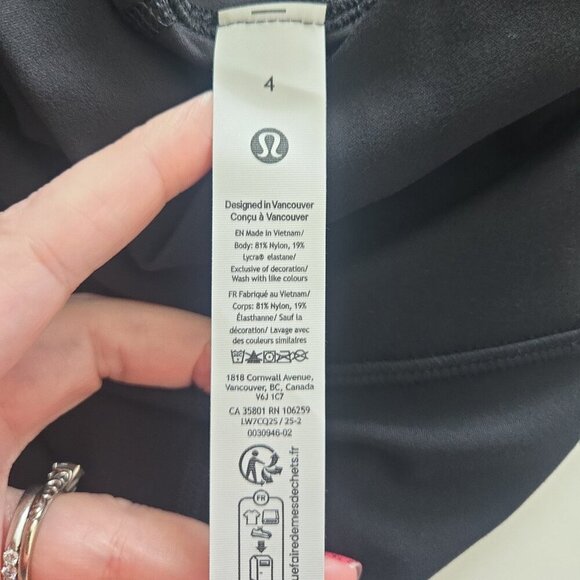 4
Designed in Vancouver
Conçu à Vancouver
EN Made in Vietnam/
Body: 81% Nylon, 19%
Lycra® elastane/
Exclusive of decoration/
Wash with like colours
FR Fabriqué au Vietnam/
Corps: 81% Nylon, 19%
Élasthanne/ Sauf la
décoration/ Lavage avec
des couleurs similaires
1818 Cornwall Avenue,
Vancouver, BC, Canada
V6J 1C7
CA 35801 RN 106259
LW7CQ2S / 25-2
0030946-02
FR
uefairedemesdechets.fr